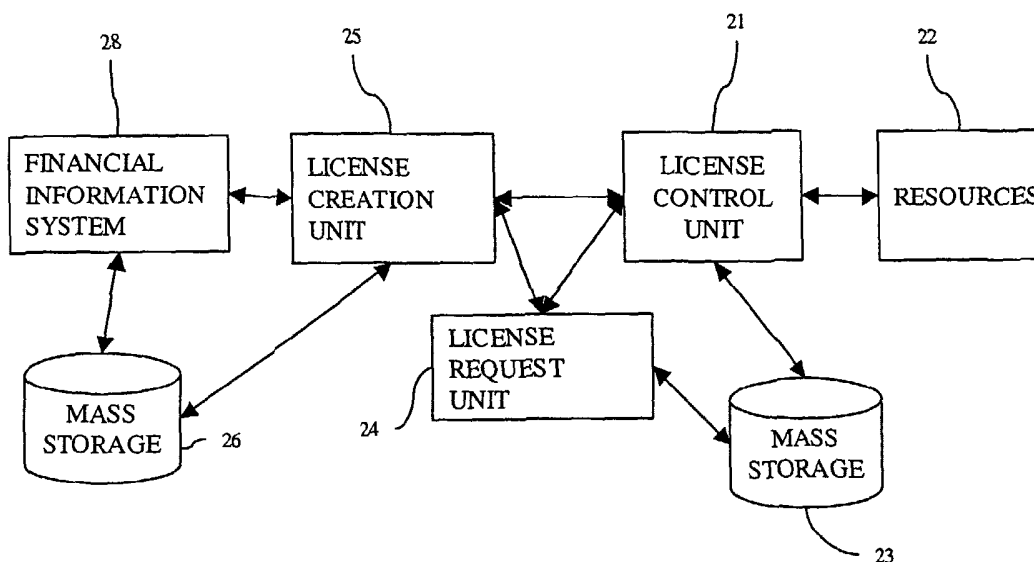 28
25
21
22
FINANCIAL
INFORMATION
SYSTEM
LICENSE
CREATION
UNIT
LICENSE
CONTROL
UNIT
RESOURCES
LICENSE
REQUEST
UNIT
24
MASS
STORAGE
26
MASS
STORAGE
23